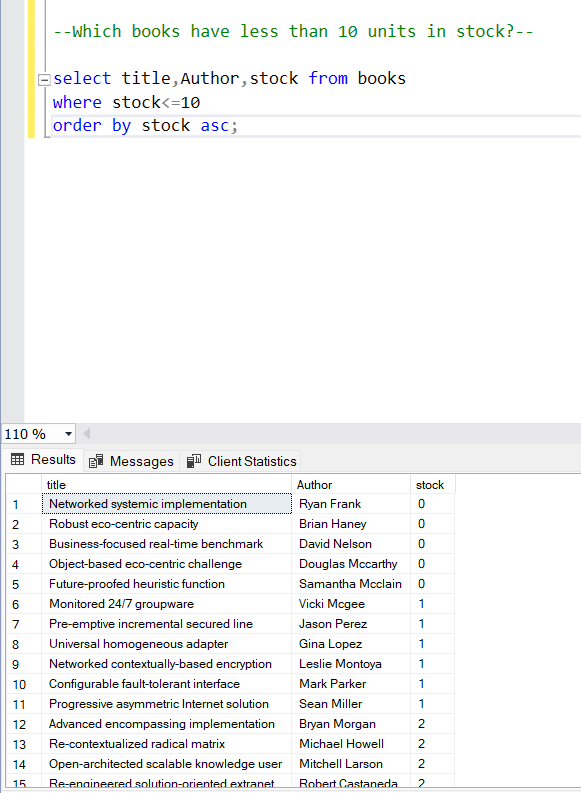 --Which books have less than 10 units in stock?--
select title,Author,stock from books
where stock<=10
order by stock asc;
110 %
Results Messages Client Statistics
title Author stock
1 Networked systemic implementation Ryan Frank 0
2 Robust eco-centric capacity Brian Haney 0
3 Business-focused real-time benchmark David Nelson 0
4 Object-based eco-centric challenge Douglas Mccarthy 0
5 Future-proofed heuristic function Samantha Mcclain 0
6 Monitored 24/7 groupware Vicki Mcgee 1
7 Pre-emptive incremental secured line Jason Perez 1
8 Universal homogeneous adapter Gina Lopez 1
9 Networked contextually-based encryption Leslie Montoya 1
10 Configurable fault-tolerant interface Mark Parker 1
11 Progressive asymmetric Internet solution Sean Miller 1
12 Advanced encompassing implementation Bryan Morgan 2
13 Re-contextualized radical matrix Michael Howell 2
14 Open-architected scalable knowledge user Mitchell Larson 2
15 Re-engineered solution-oriented extranet Robert Castaneda 2